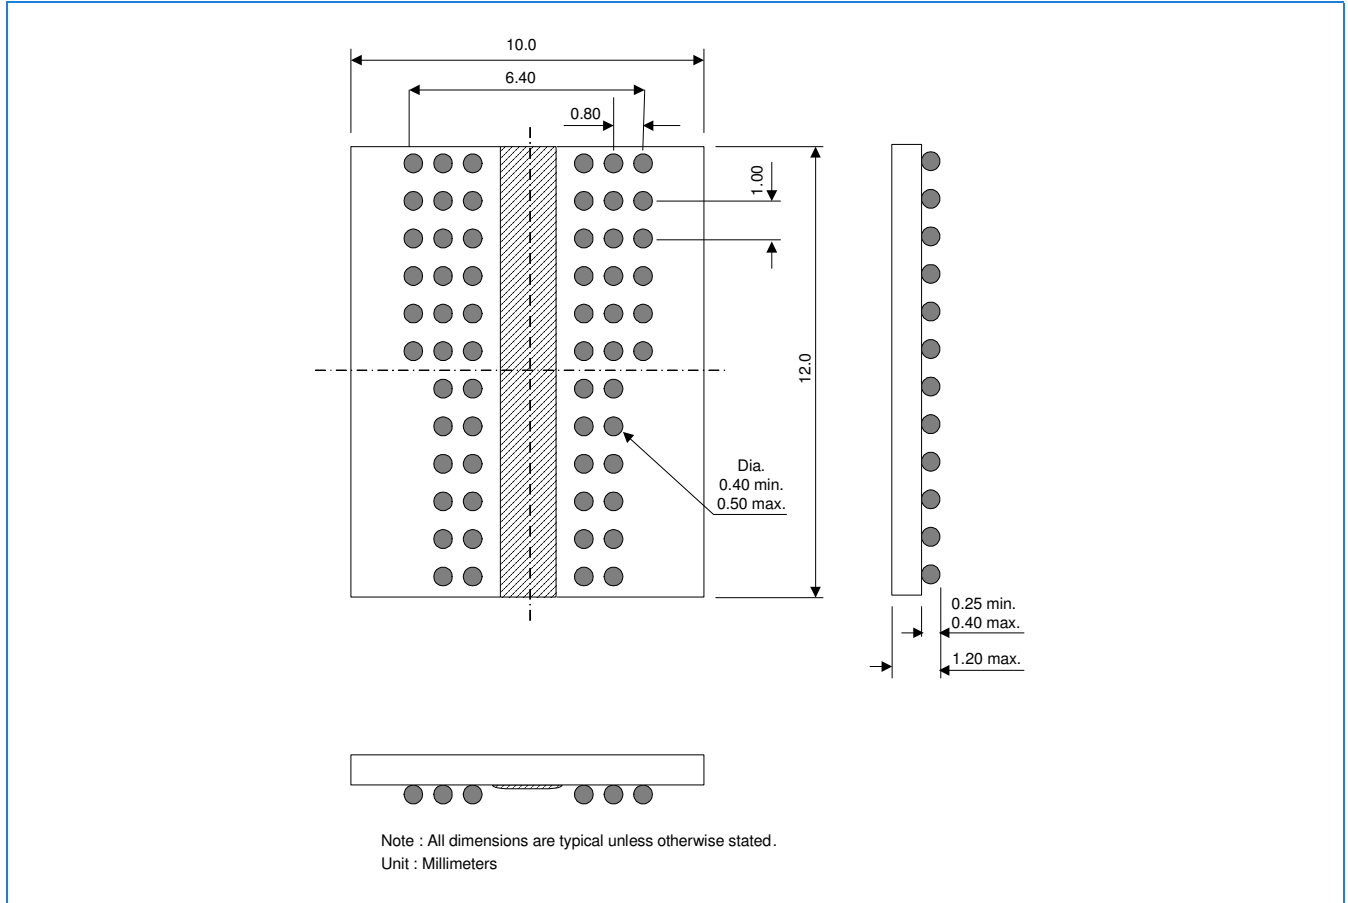 10.0
6.40
0.80
1.00
12.0
Dia.
0.40 min.
0.50 max.
0.25 min.
0.40 max.
1.20 max.
Note : All dimensions are typical unless otherwise stated.
Unit : Millimeters